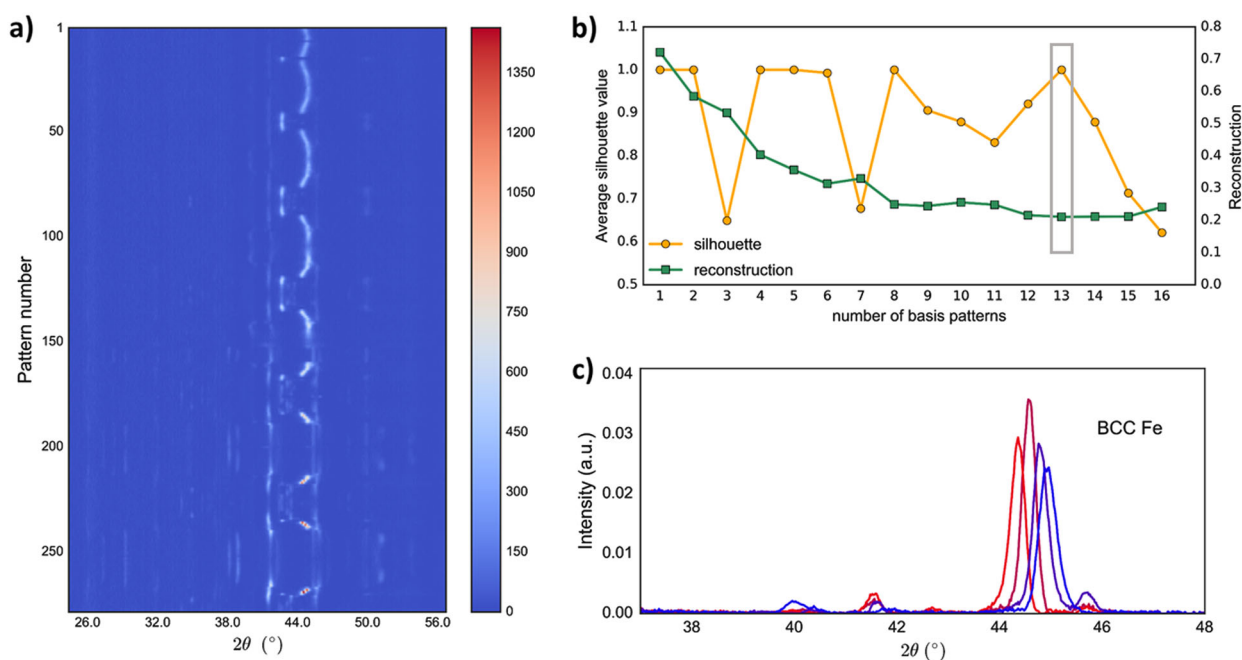 a)
1
50
100
150
200
250
Pattern number
26.0 32.0 38.0 44.0 50.0 56.0
2θ (°)
1350
1200
1050
900
750
600
450
300
150
0
b)
1.1
1.0
0.9
0.8
0.7
0.6
0.5
Average silhouette value
0.8
0.7
0.6
0.5
0.4
0.3
0.2
0.1
0.0
Reconstruction
silhouette
reconstruction
1 2 3 4 5 6 7 8 9 10 11 12 13 14 15 16
number of basis patterns
c)
0.04
0.03
0.02
0.01
0.00
Intensity (a.u.)
BCC Fe
38 40 42 44 46 48
2θ (°)